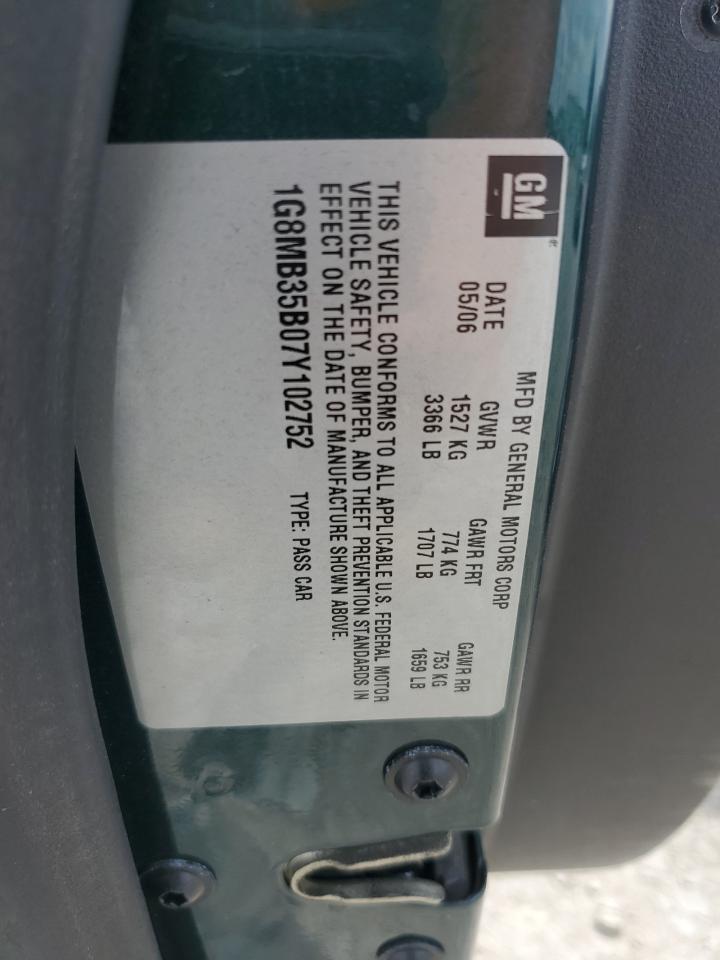 GM
MFD BY GENERAL MOTORS CORP
DATE GVWR GAWR FRT GAWR RR
05/06 1527 KG 774 KG 753 KG
3366 LB 1707 LB 1659 LB
THIS VEHICLE CONFORMS TO ALL APPLICABLE U.S. FEDERAL MOTOR
VEHICLE SAFETY, BUMPER, AND THEFT PREVENTION STANDARDS IN
EFFECT ON THE DATE OF MANUFACTURE SHOWN ABOVE.
1G8MB35B07Y102752 TYPE: PASS CAR